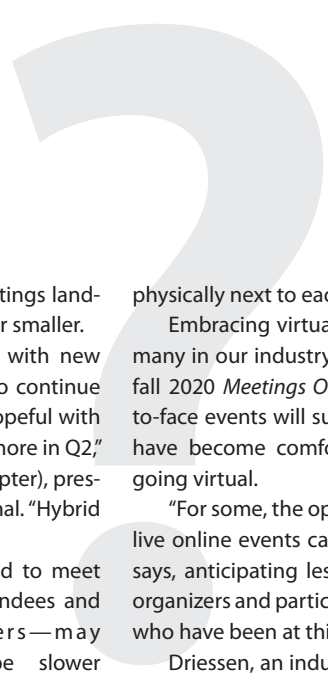 ?
tings land-
r smaller.
with new
o continue
opeful with
more in Q2,”
pter), pres-
nal. “Hybrid
d to meet
ndees and
ers—may
be slower
physically next to eac
Embracing virtua
many in our industry
fall 2020 Meetings O
to-face events will su
have become comfo
going virtual.
“For some, the op
live online events ca
says, anticipating les
organizers and partic
who have been at thi
Driessen, an indu